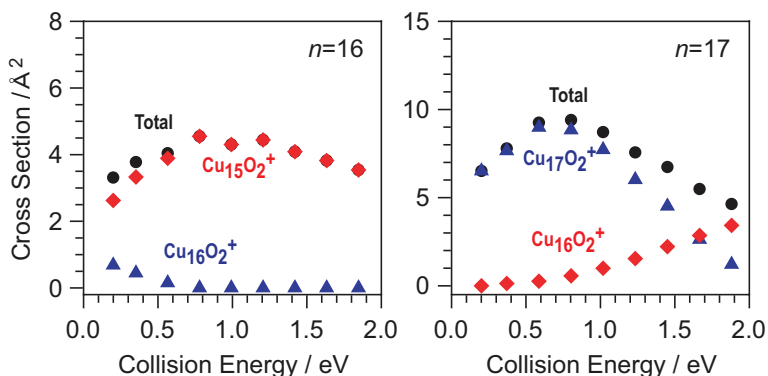 Cross Section / Å²
8
6
4
2
0
n=16
Total
Cu₁₅O₂⁺
Cu₁₆O₂⁺
0.0 0.5 1.0 1.5 2.0
Collision Energy / eV
15
10
5
0
n=17
Total
Cu₁₇O₂⁺
Cu₁₆O₂⁺
0.0 0.5 1.0 1.5 2.0
Collision Energy / eV